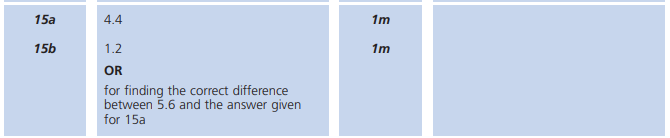 15a 4.4 1m
15b 1.2 1m
OR
for finding the correct difference
between 5.6 and the answer given
for 15a